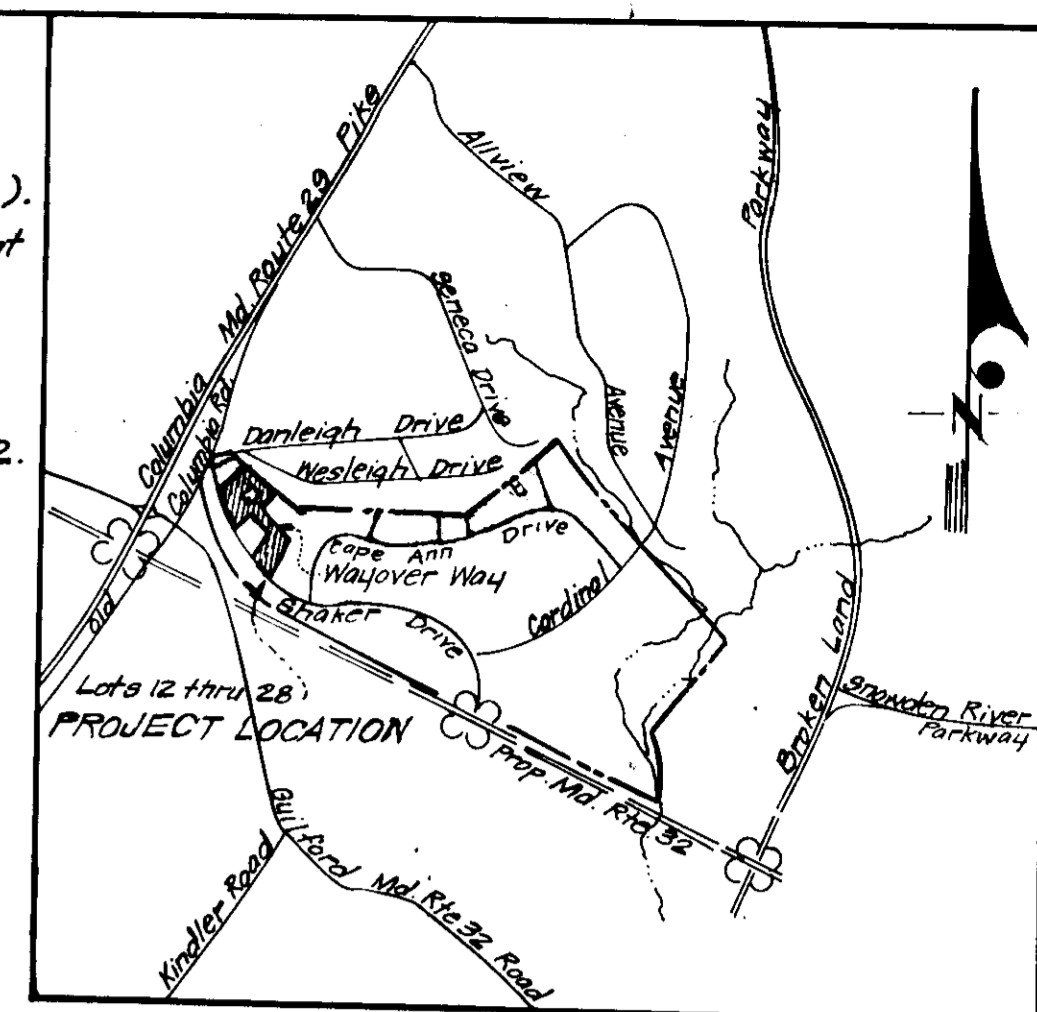 ).
2.
Columbia Md. Route 29 Pike
Old Columbia Rd.
Allview Avenue
Seneca Drive
Parkway
Danleigh Drive
Wesleigh Drive
Avenue
Cape Ann Drive
Wayover Way
Cardinal
Shaker Drive
N
Lots 12 thru 28
PROJECT LOCATION
Prop. Md. Rte. 32
Broken Land
Snowden River
Parkway
Guilford Md. Rte 32 Road
Kindler Road